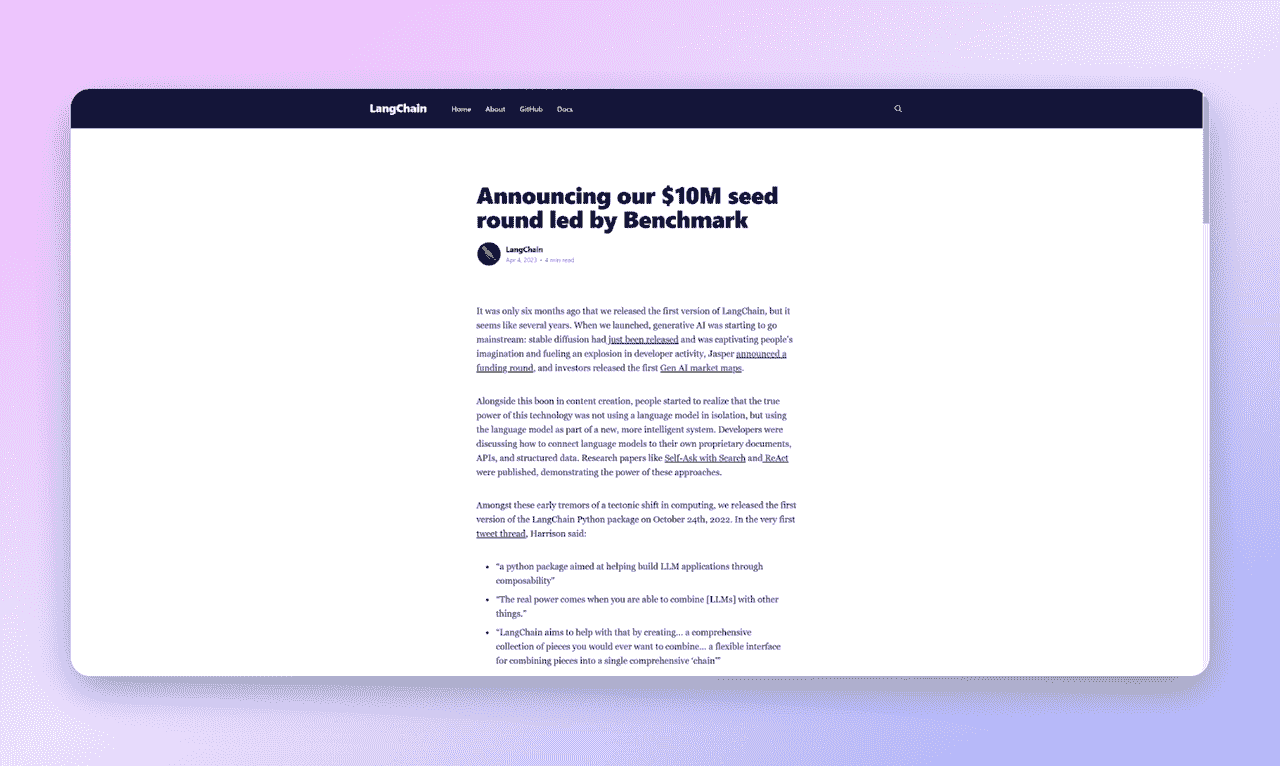 LangChain Home About GitHub Docs
Announcing our $10M seed
round led by Benchmark
LangChain
Apr 4, 2023 • 4 min read
It was only six months ago that we released the first version of LangChain, but it
seems like several years. When we launched, generative AI was starting to go
mainstream: stable diffusion had just been released and was captivating people's
imagination and fueling an explosion in developer activity, Jasper announced a
funding round, and investors released the first Gen AI market maps.
Alongside this boon in content creation, people started to realize that the true
power of this technology was not using a language model in isolation, but using
the language model as part of a new, more intelligent system. Developers were
discussing how to connect language models to their own proprietary documents,
APIs, and structured data. Research papers like Self-Ask with Search and ReAct
were published, demonstrating the power of these approaches.
Amongst these early tremors of a tectonic shift in computing, we released the first
version of the LangChain Python package on October 24th, 2022. In the very first
tweet thread, Harrison said:
• “a python package aimed at helping build LLM applications through
composability”
• “The real power comes when you are able to combine [LLMs] with other
things.”
• “LangChain aims to help with that by creating… a comprehensive
collection of pieces you would ever want to combine… a flexible interface
for combining pieces into a single comprehensive ‘chain’”